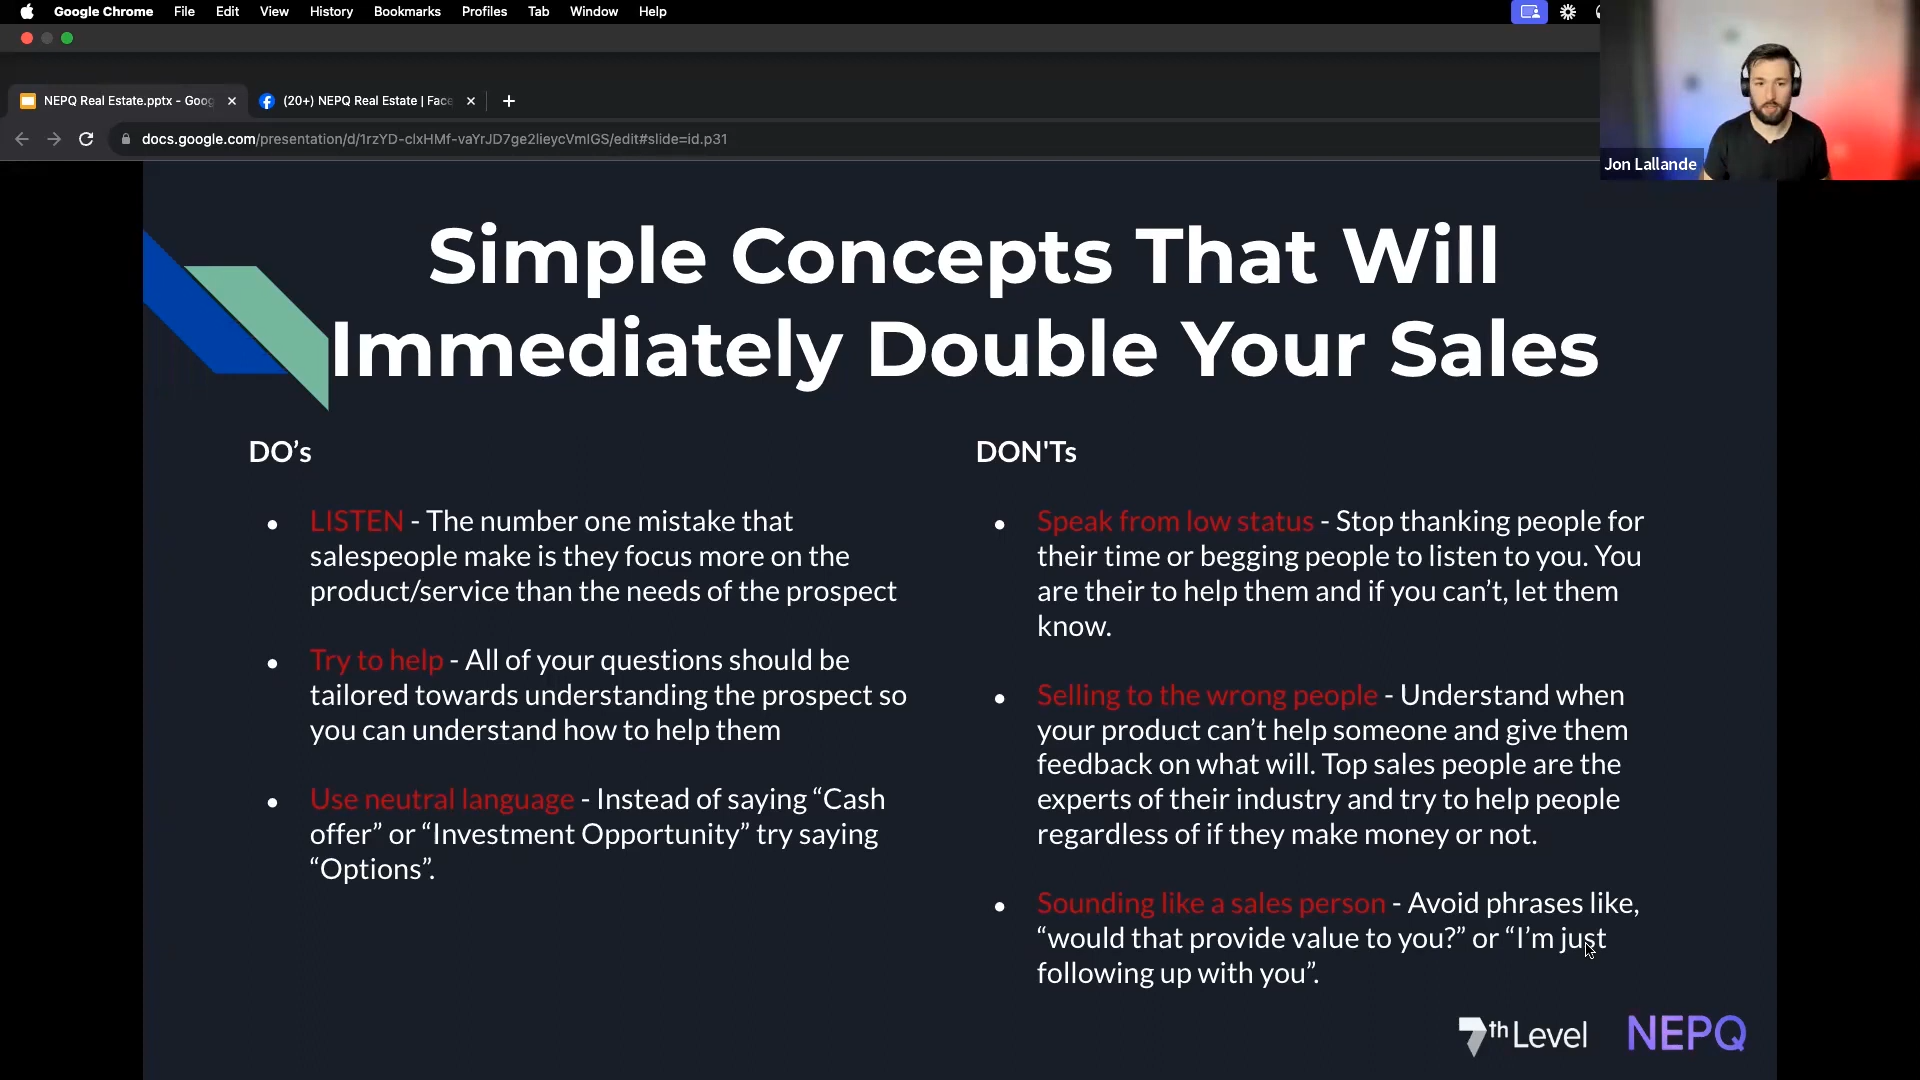 Google Chrome File Edit View History Bookmarks Profiles Tab Window Help
NEPQ Real Estate.pptx - Goog
(20+) NEPQ Real Estate | Face
docs.google.com/presentation/d/1rzYD-clxHMf-vaYrJD7ge2lieycVmlGS/edit#slide=id.p31
Jon Lallande
Simple Concepts That Will
Immediately Double Your Sales
DO’s
LISTEN - The number one mistake that
salespeople make is they focus more on the
product/service than the needs of the prospect
Try to help - All of your questions should be
tailored towards understanding the prospect so
you can understand how to help them
Use neutral language - Instead of saying “Cash
offer” or “Investment Opportunity” try saying
“Options”.
DON'Ts
Speak from low status - Stop thanking people for
their time or begging people to listen to you. You
are their to help them and if you can’t, let them
know.
Selling to the wrong people - Understand when
your product can’t help someone and give them
feedback on what will. Top sales people are the
experts of their industry and try to help people
regardless of if they make money or not.
Sounding like a sales person - Avoid phrases like,
“would that provide value to you?” or “I’m just
following up with you”.
7th Level NEPQ